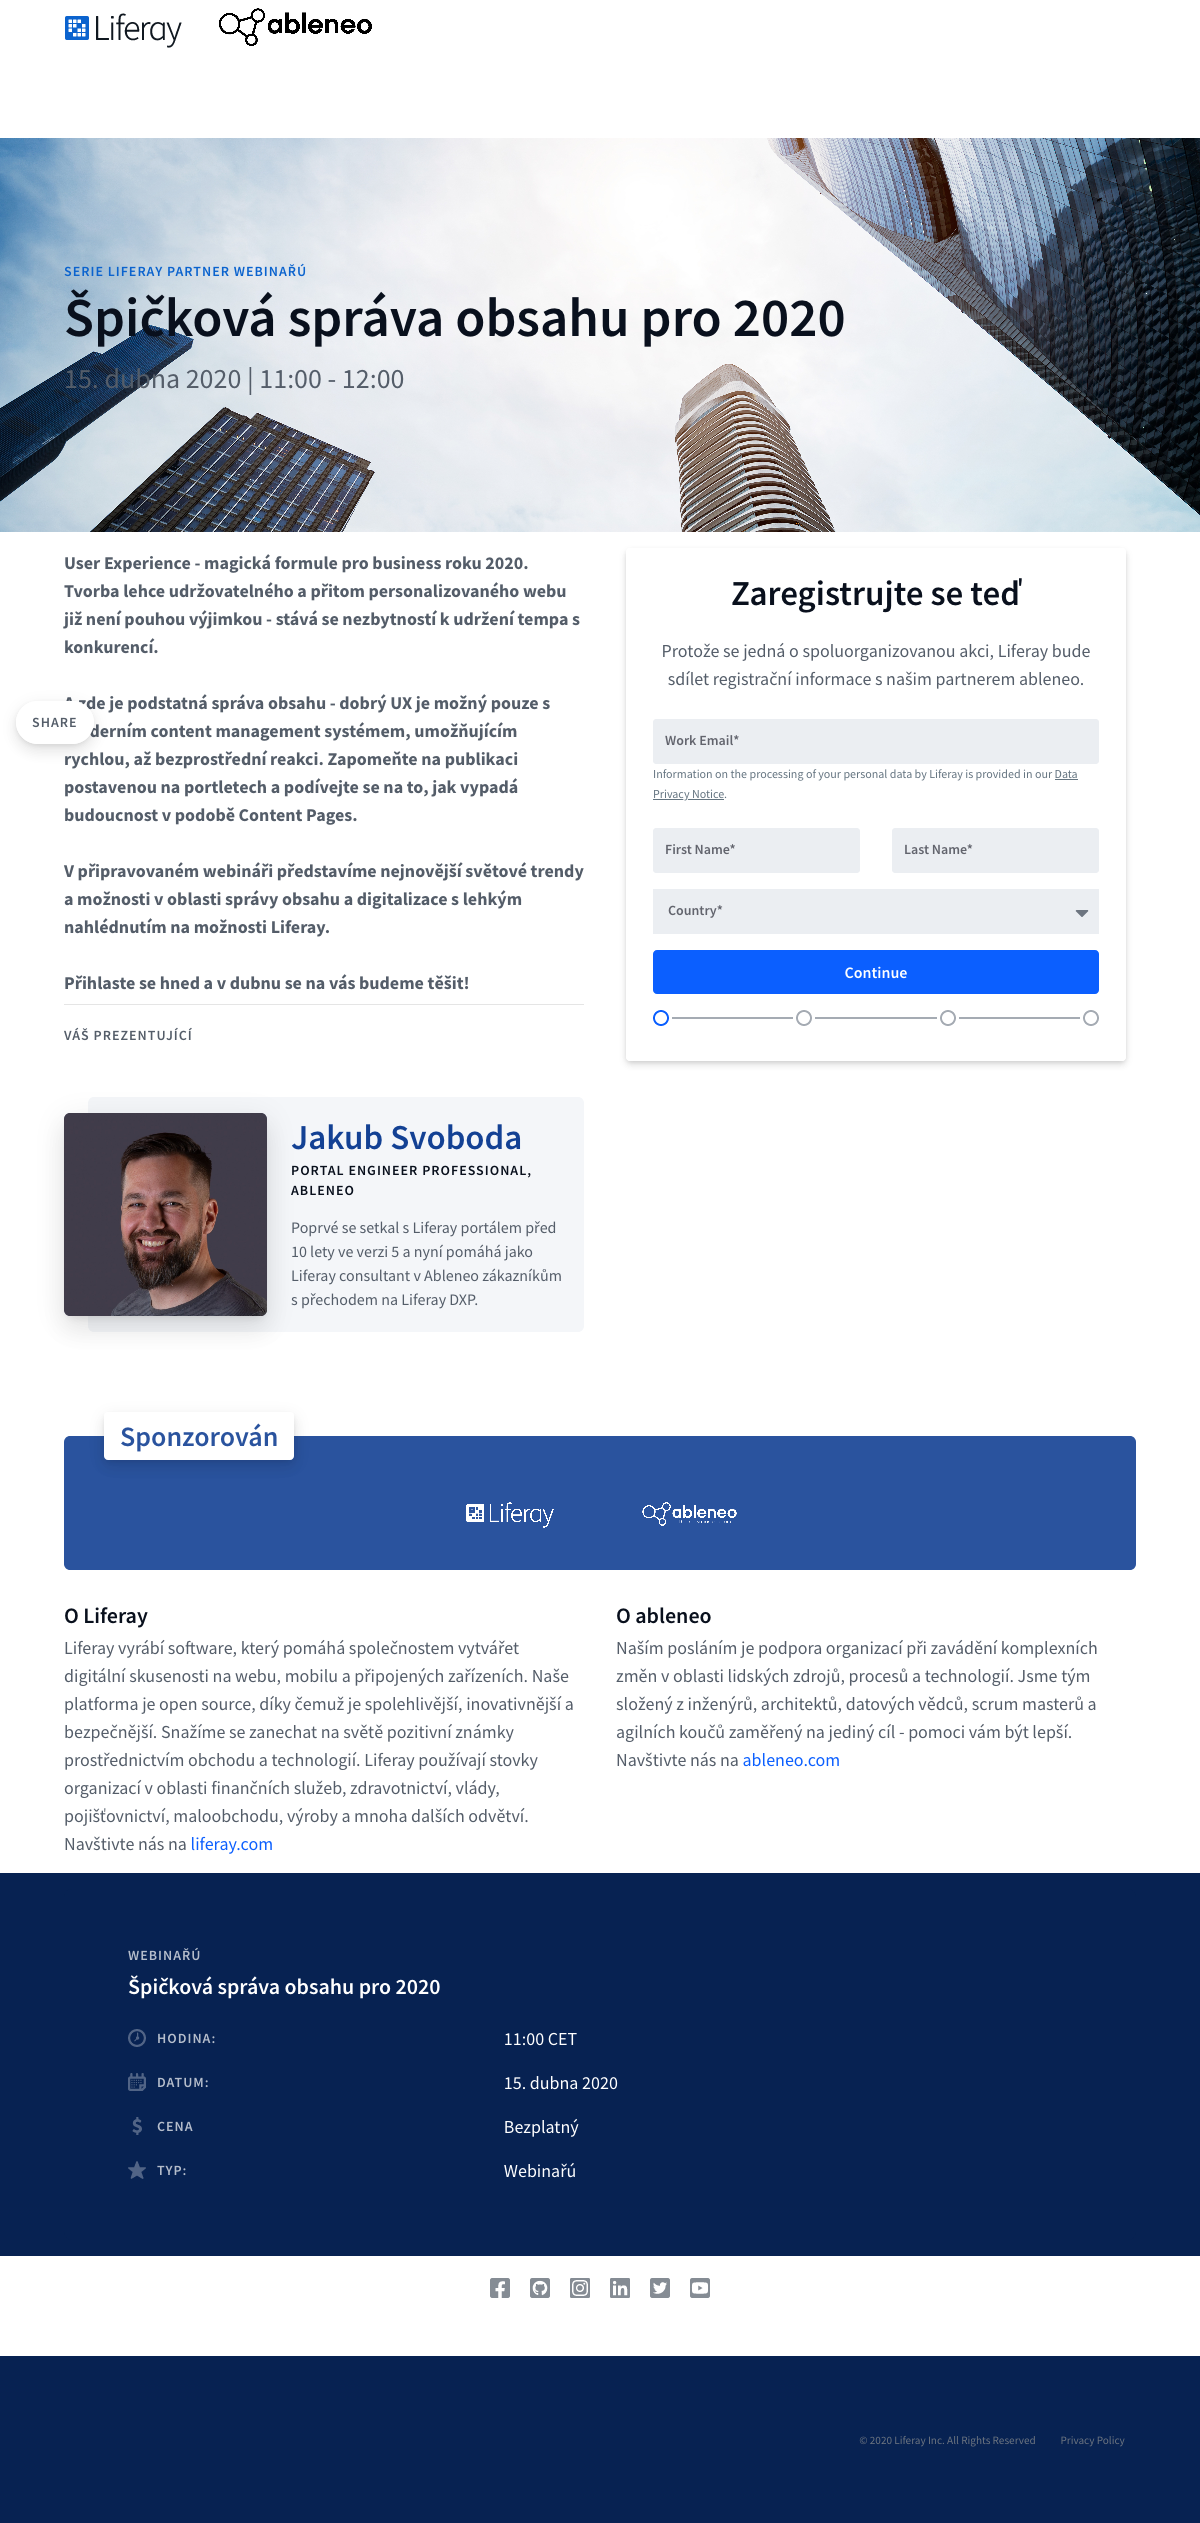 Liferay
ableneo
SERIE LIFERAY PARTNER WEBINAŘÚ
Špičková správa obsahu pro 2020
15. dubna 2020 | 11:00 - 12:00
User Experience - magická formule pro business roku 2020.
Tvorba lehce udržovatelného a přitom personalizovaného webu
již není pouhou výjimkou - stává se nezbytností k udržení tempa s
konkurencí.
A zde je podstatná správa obsahu - dobrý UX je možný pouze s
SHARE
derním content management systémem, umožňujícím
rychlou, až bezprostřední reakci. Zapomeňte na publikaci
postavenou na portletech a podívejte se na to, jak vypadá
budoucnost v podobě Content Pages.
V připravovaném webináři představíme nejnovější světové trendy
a možnosti v oblasti správy obsahu a digitalizace s lehkým
nahlédnutím na možnosti Liferay.
Přihlaste se hned a v dubnu se na vás budeme těšit!
VÁŠ PREZENTUJÍCÍ
Jakub Svoboda
PORTAL ENGINEER PROFESSIONAL,
ABLENEO
Poprvé se setkal s Liferay portálem před
10 lety ve verzi 5 a nyní pomáhá jako
Liferay consultant v Ableneo zákazníkům
s přechodem na Liferay DXP.
Zaregistrujte se teď
Protože se jedná o spoluorganizovanou akci, Liferay bude
sdílet registrační informace s našim partnerem ableneo.
Work Email*
Information on the processing of your personal data by Liferay is provided in our Data
Privacy Notice.
First Name* Last Name*
Country*
Continue
Sponzorován
Liferay
ableneo
O Liferay
Liferay vyrábí software, který pomáhá společnostem vytvářet
digitální skusenosti na webu, mobilu a připojených zařízeních. Naše
platforma je open source, díky čemuž je spolehlivější, inovativnější a
bezpečnější. Snažíme se zanechat na světě pozitivní známky
prostřednictvím obchodu a technologií. Liferay používají stovky
organizací v oblasti finančních služeb, zdravotnictví, vlády,
pojišťovnictví, maloobchodu, výroby a mnoha dalších odvětví.
Navštivte nás na liferay.com
O ableneo
Naším posláním je podpora organizací při zavádění komplexních
změn v oblasti lidských zdrojů, procesů a technologií. Jsme tým
složený z inženýrů, architektů, datových vědců, scrum masterů a
agilních koučů zaměřený na jediný cíl - pomoci vám být lepší.
Navštivte nás na ableneo.com
WEBINAŘÚ
Špičková správa obsahu pro 2020
HODINA: 11:00 CET
DATUM: 15. dubna 2020
CENA Bezplatný
TYP: Webinařú
© 2020 Liferay Inc. All Rights Reserved Privacy Policy